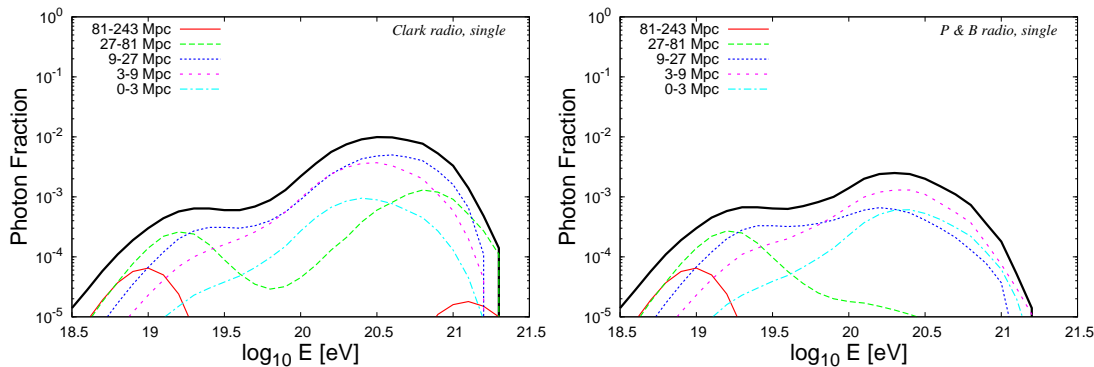 Clark radio, single
81-243 Mpc
27-81 Mpc
9-27 Mpc
3-9 Mpc
0-3 Mpc
10^0
10^-1
10^-2
10^-3
10^-4
10^-5
Photon Fraction
18.5 19 19.5 20 20.5 21 21.5
log10 E [eV]
P & B radio, single
81-243 Mpc
27-81 Mpc
9-27 Mpc
3-9 Mpc
0-3 Mpc
10^0
10^-1
10^-2
10^-3
10^-4
10^-5
Photon Fraction
18.5 19 19.5 20 20.5 21 21.5
log10 E [eV]